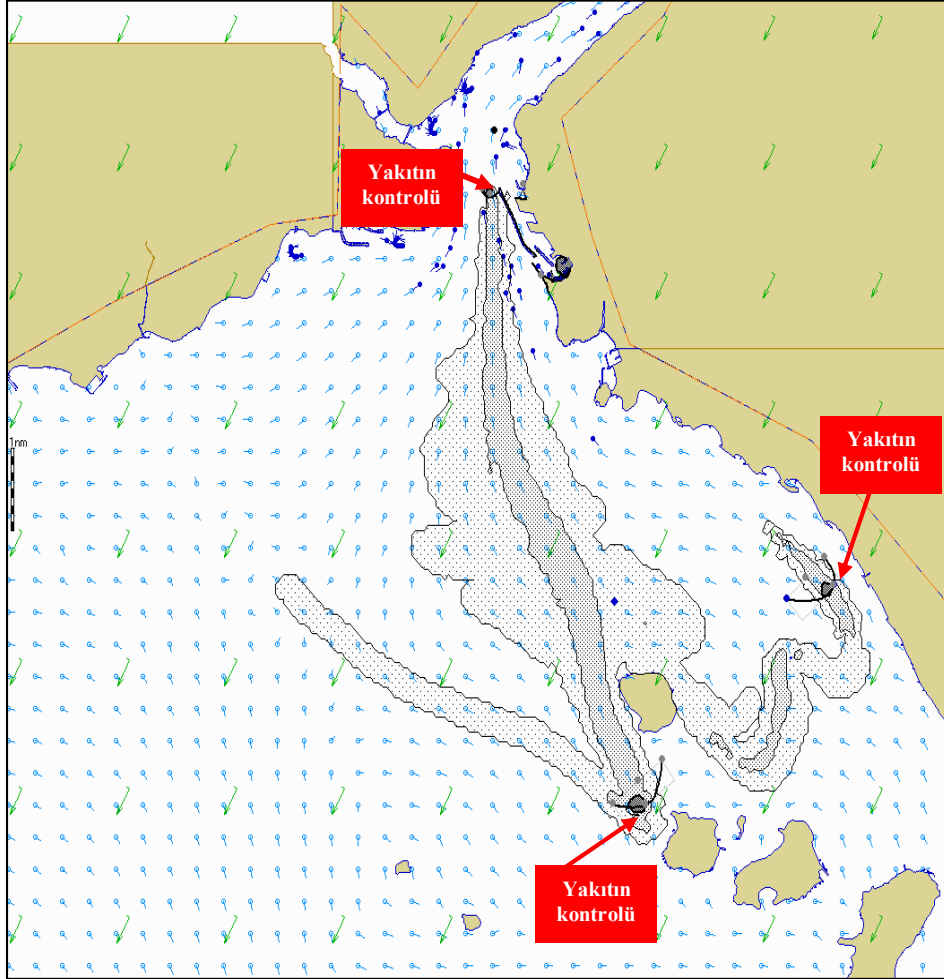 Yakıtın
kontrolü
1nm
Yakıtın
kontrolü
Yakıtın
kontrolü